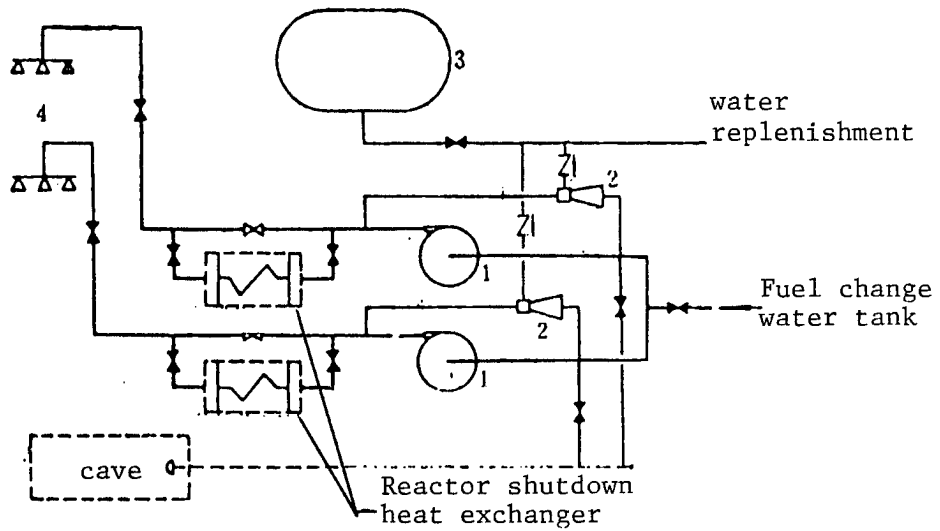 3
4
water
replenishment
2
1
Fuel change
water tank
2
1
cave
Reactor shutdown
heat exchanger